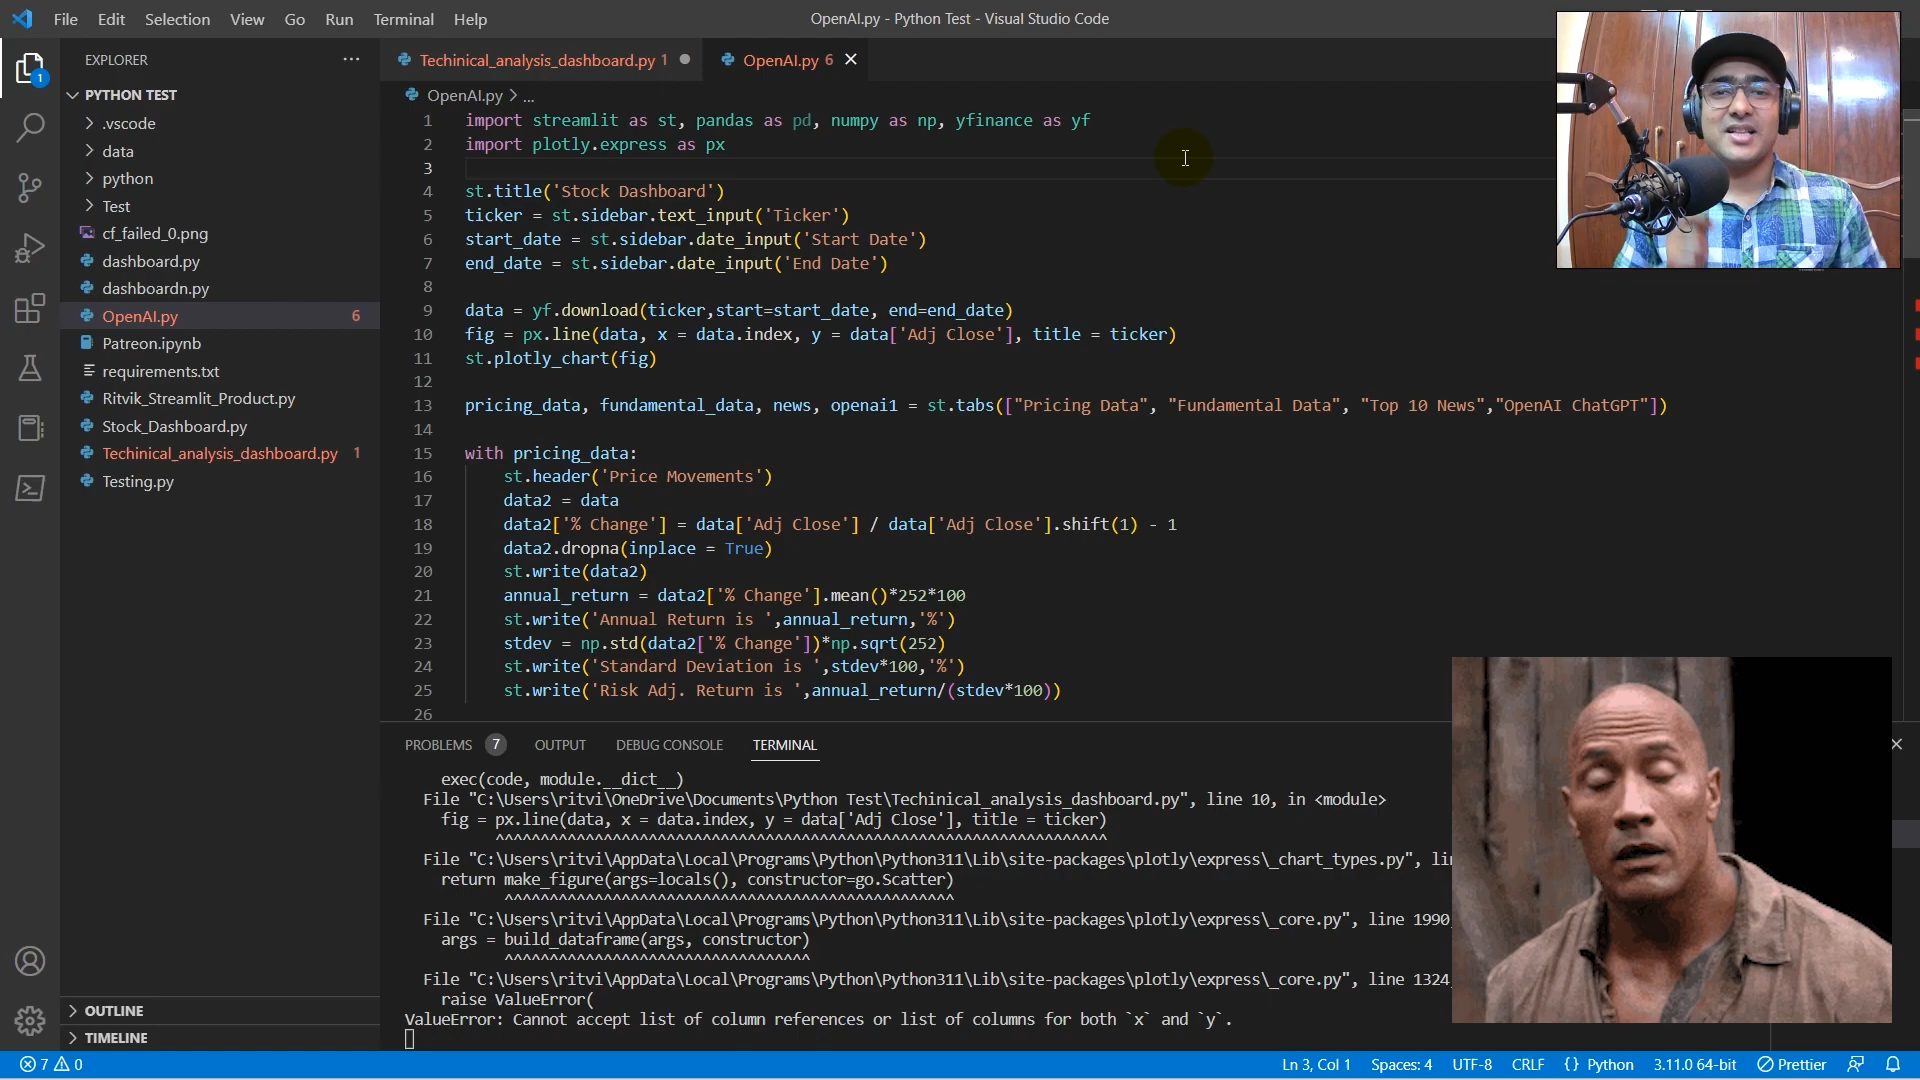 File Edit Selection View Go Run Terminal Help
OpenAI.py - Python Test - Visual Studio Code
EXPLORER
PYTHON TEST
.vscode
data
python
Test
cf_failed_0.png
dashboard.py
dashboardn.py
OpenAI.py 6
Patreon.ipynb
requirements.txt
Ritvik_Streamlit_Product.py
Stock_Dashboard.py
Techinical_analysis_dashboard.py 1
Testing.py
OUTLINE
TIMELINE
1
Techinical_analysis_dashboard.py 1
OpenAI.py 6
OpenAI.py > ...
1 import streamlit as st, pandas as pd, numpy as np, yfinance as yf
2 import plotly.express as px
3
4 st.title('Stock Dashboard')
5 ticker = st.sidebar.text_input('Ticker')
6 start_date = st.sidebar.date_input('Start Date')
7 end_date = st.sidebar.date_input('End Date')
8
9 data = yf.download(ticker,start=start_date, end=end_date)
10 fig = px.line(data, x = data.index, y = data['Adj Close'], title = ticker)
11 st.plotly_chart(fig)
12
13 pricing_data, fundamental_data, news, openai1 = st.tabs(["Pricing Data", "Fundamental Data", "Top 10 News","OpenAI ChatGPT"])
14
15 with pricing_data:
16 st.header('Price Movements')
17 data2 = data
18 data2['% Change'] = data['Adj Close'] / data['Adj Close'].shift(1) - 1
19 data2.dropna(inplace = True)
20 st.write(data2)
21 annual_return = data2['% Change'].mean()*252*100
22 st.write('Annual Return is ',annual_return,'%')
23 stdev = np.std(data2['% Change'])*np.sqrt(252)
24 st.write('Standard Deviation is ',stdev*100,'%')
25 st.write('Risk Adj. Return is ',annual_return/(stdev*100))
26
PROBLEMS 7 OUTPUT DEBUG CONSOLE TERMINAL
exec(code, module.__dict__)
File "C:\Users\ritvi\OneDrive\Documents\Python Test\Techinical_analysis_dashboard.py", line 10, in <module>
fig = px.line(data, x = data.index, y = data['Adj Close'], title = ticker)
^^^^^^^^^^^^^^^^^^^^^^^^^^^^^^^^^^^^^^^^^^^^^^^^^^^^^^^^^^^^^^^^^^^^
File "C:\Users\ritvi\AppData\Local\Programs\Python\Python311\Lib\site-packages\plotly\express\_chart_types.py", li
return make_figure(args=locals(), constructor=go.Scatter)
^^^^^^^^^^^^^^^^^^^^^^^^^^^^^^^^^^^^^^^^^^^^^^^^^^
File "C:\Users\ritvi\AppData\Local\Programs\Python\Python311\Lib\site-packages\plotly\express\_core.py", line 1990,
args = build_dataframe(args, constructor)
^^^^^^^^^^^^^^^^^^^^^^^^^^^^^^^^^^
File "C:\Users\ritvi\AppData\Local\Programs\Python\Python311\Lib\site-packages\plotly\express\_core.py", line 1324,
raise ValueError(
ValueError: Cannot accept list of column references or list of columns for both `x` and `y`.
7 0
Ln 3, Col 1 Spaces: 4 UTF-8 CRLF {} Python 3.11.0 64-bit Prettier